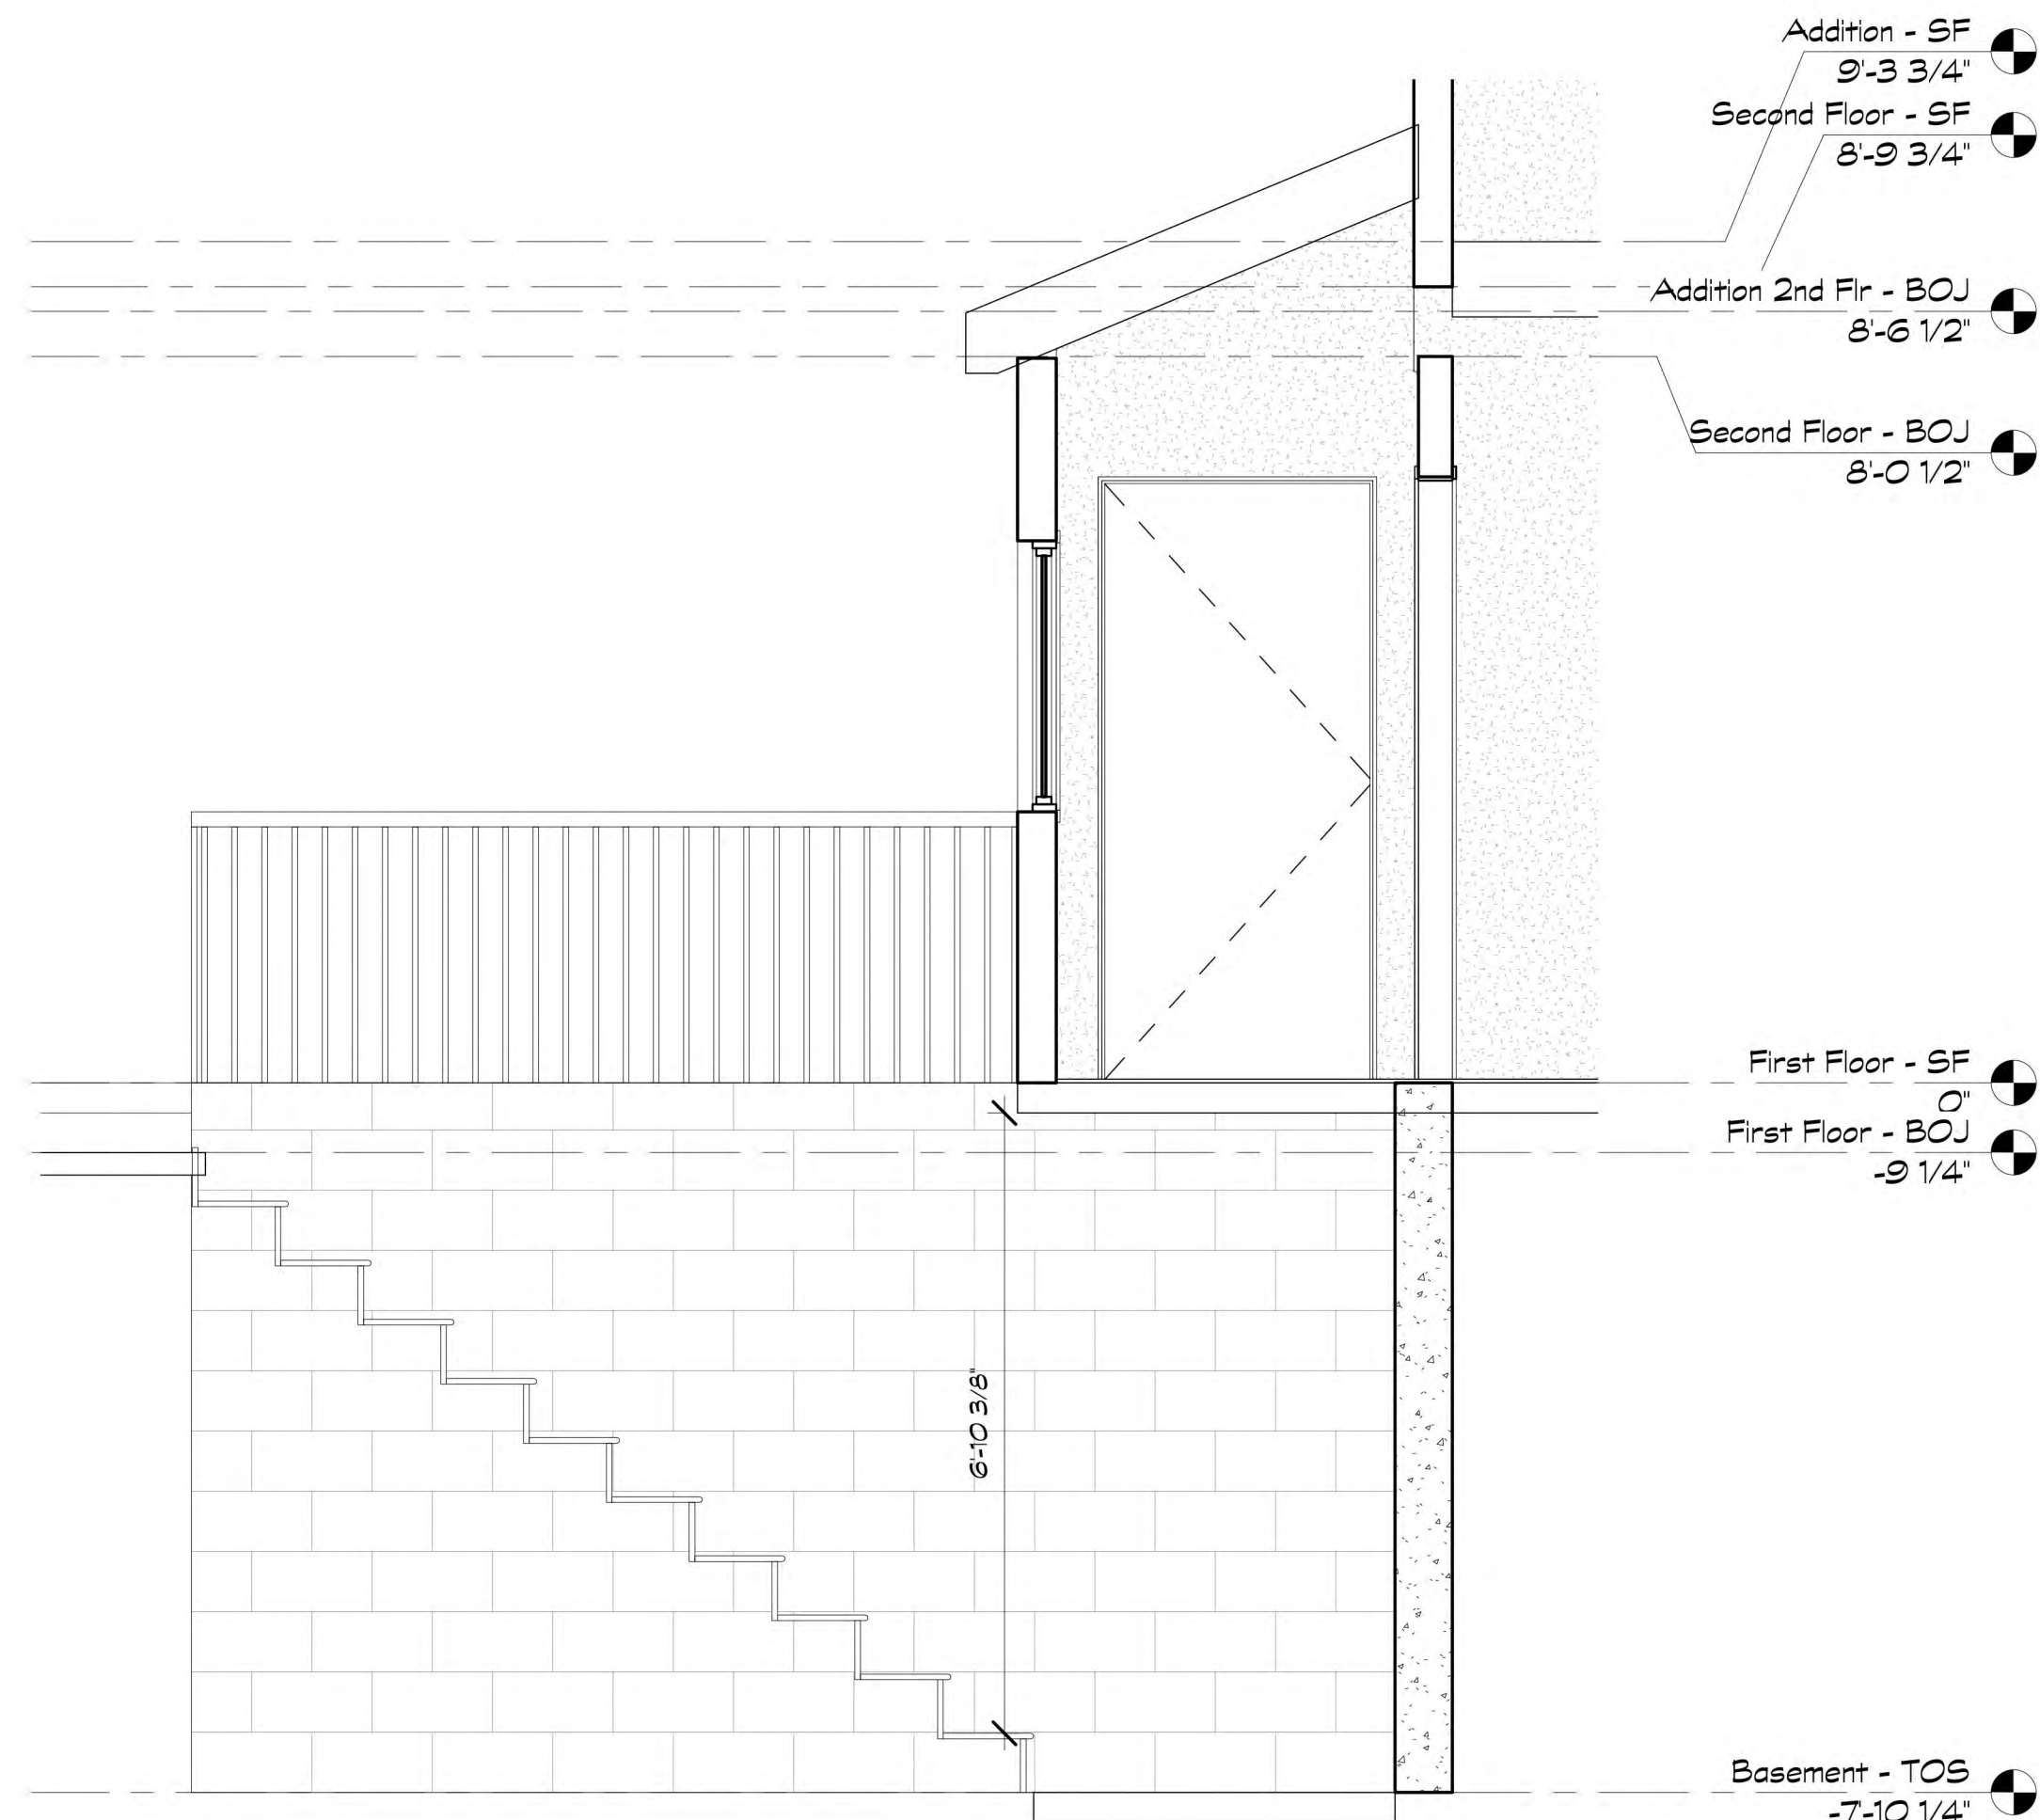 Addition - SF
9'-3 3/4"
Second Floor - SF
8'-9 3/4"
Addition 2nd Flr - BOJ
8'-6 1/2"
Second Floor - BOJ
8'-0 1/2"
First Floor - SF
0"
First Floor - BOJ
-9 1/4"
6'-10 3/8"
Basement - TOS
-7'-10 1/4"